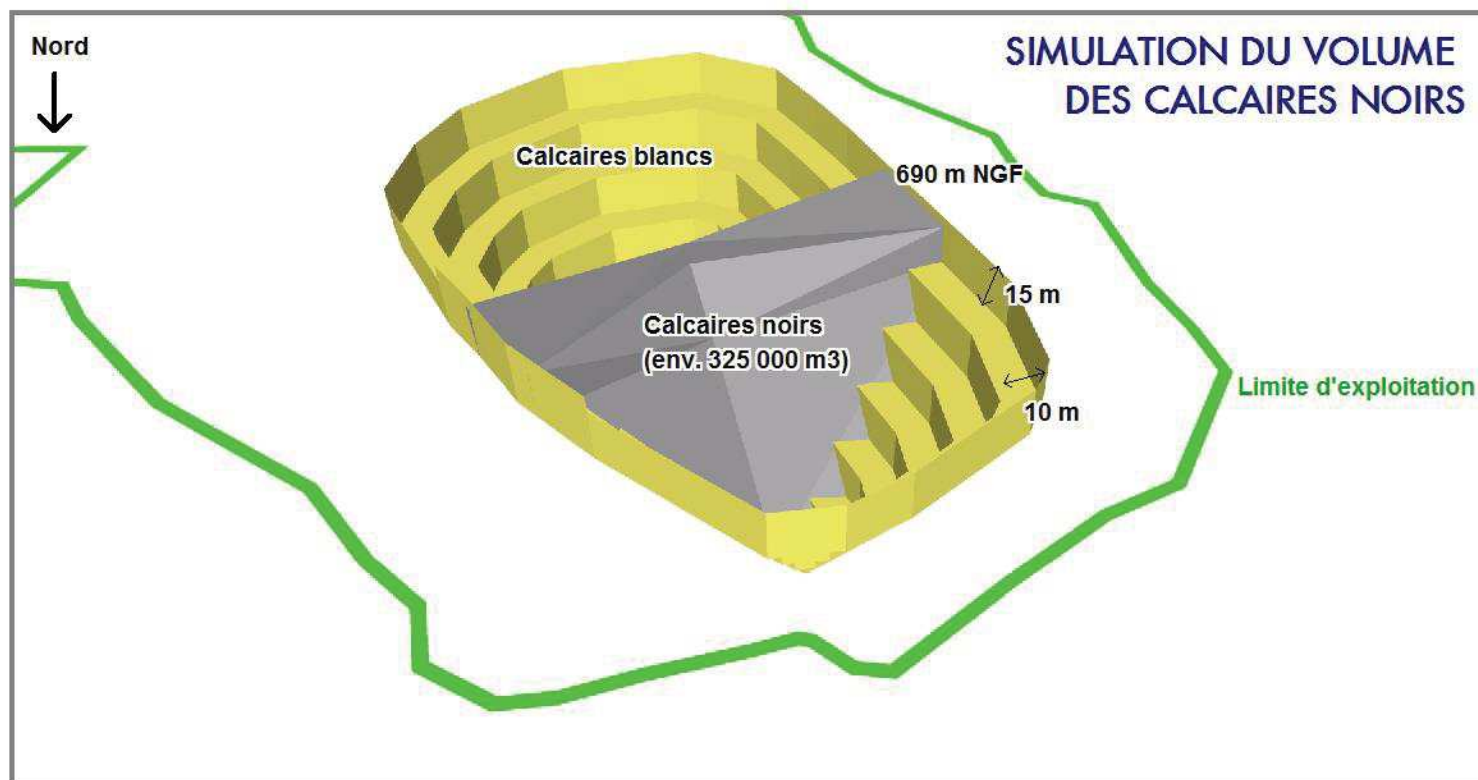 Nord
SIMULATION DU VOLUME
DES CALCAIRES NOIRS
Calcaires blancs
690 m NGF
15 m
Calcaires noirs
(env. 325 000 m3)
Limite d'exploitation
10 m